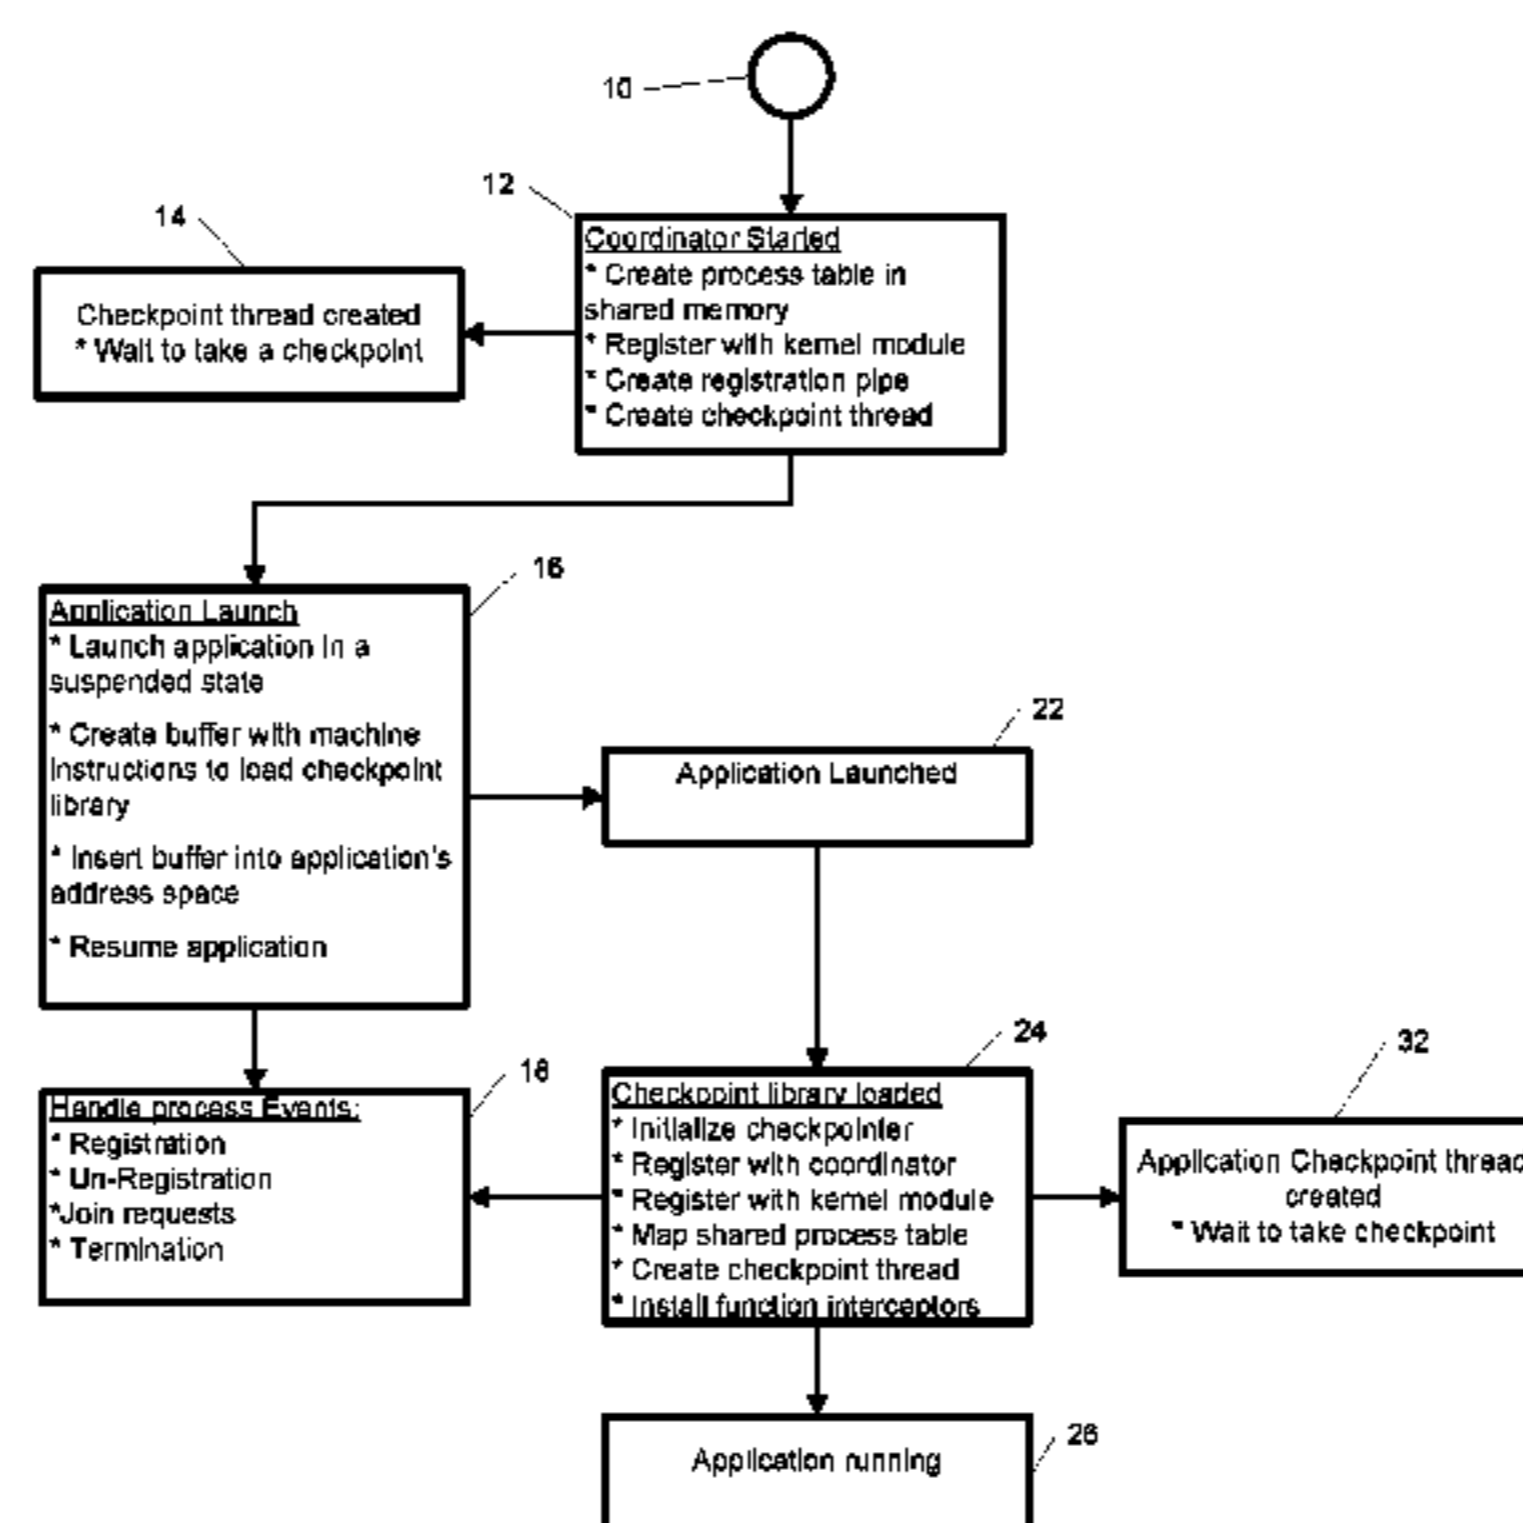 10
12
14
Coordinator Started
* Create process table in
shared memory
* Register with kernel module
* Create registration pipe
* Create checkpoint thread
Checkpoint thread created
* Wait to take a checkpoint
16
Application Launch
* Launch application in a
suspended state
* Create buffer with machine
instructions to load checkpoint
library
* Insert buffer into application's
address space
* Resume application
22
Application Launched
18
Handle process Events:
* Registration
* Un-Registration
*Join requests
* Termination
24
Checkpoint library loaded
* Initialize checkpointer
* Register with coordinator
* Register with kernel module
* Map shared process table
* Create checkpoint thread
* Install function interceptors
32
Application Checkpoint thread
created
* Wait to take checkpoint
26
Application running